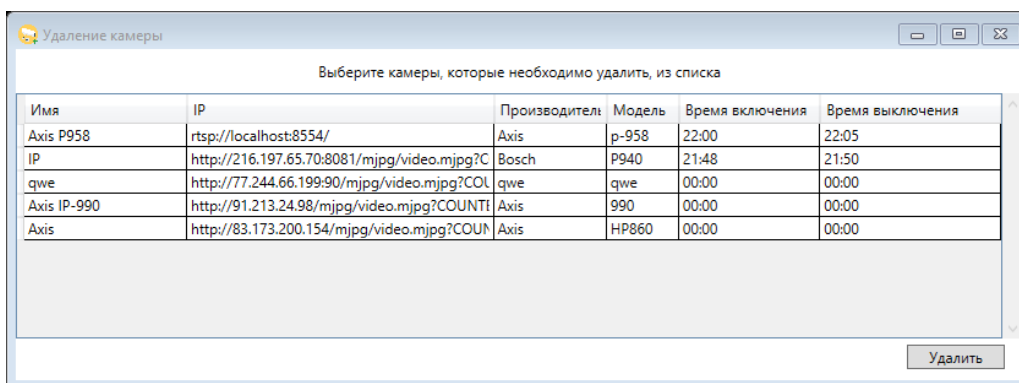 Удаление камеры
Выберите камеры, которые необходимо удалить, из списка
Имя IP Производитель Модель Время включения Время выключения
Axis P958 rtsp://localhost:8554/ Axis p-958 22:00 22:05
IP http://216.197.65.70:8081/mjpg/video.mjpg?C Bosch P940 21:48 21:50
qwe http://77.244.66.199:90/mjpg/video.mjpg?COU qwe qwe 00:00 00:00
Axis IP-990 http://91.213.24.98/mjpg/video.mjpg?COUNTE Axis 990 00:00 00:00
Axis http://83.173.200.154/mjpg/video.mjpg?COUN Axis HP860 00:00 00:00
Удалить